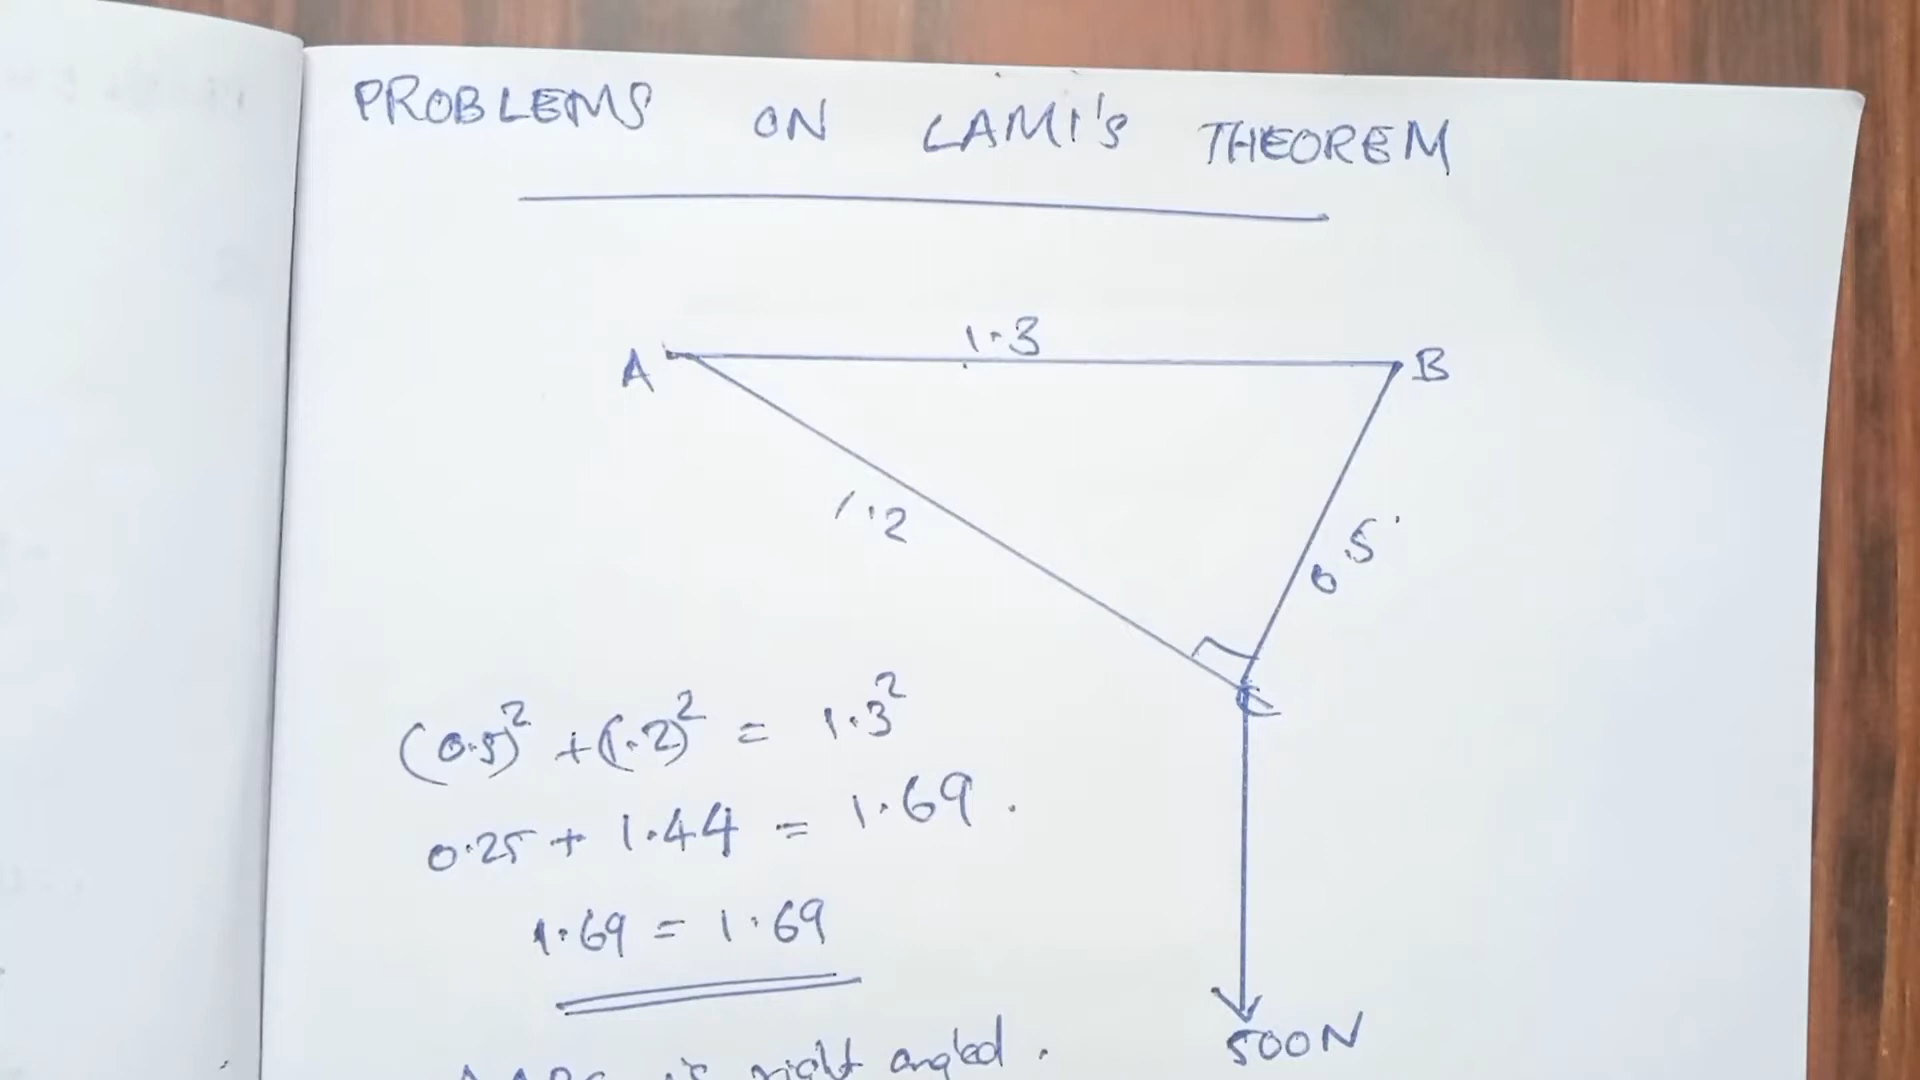 PROBLEMS ON LAMI'S THEOREM
A 1.3 B
1.2
0.5
C
(0.5)² + (1.2)² = 1.3²
0.25 + 1.44 = 1.69.
1.69 = 1.69
500N
is right angled.